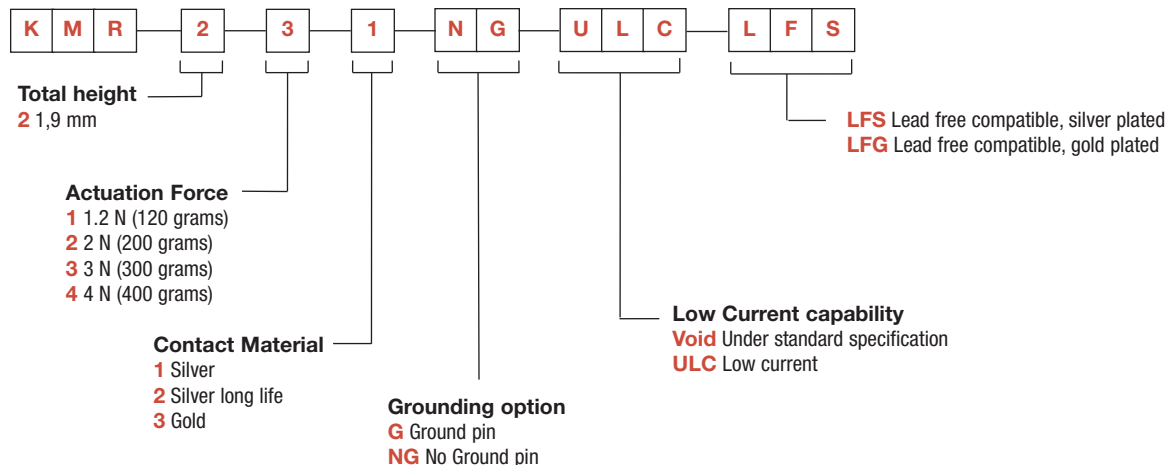 K M R 2 3 1 N G U L C L F S
Total height
2 1,9 mm
LFS Lead free compatible, silver plated
LFG Lead free compatible, gold plated
Actuation Force
1 1.2 N (120 grams)
2 2 N (200 grams)
3 3 N (300 grams)
4 4 N (400 grams)
Low Current capability
Void Under standard specification
ULC Low current
Contact Material
1 Silver
2 Silver long life
3 Gold
Grounding option
G Ground pin
NG No Ground pin